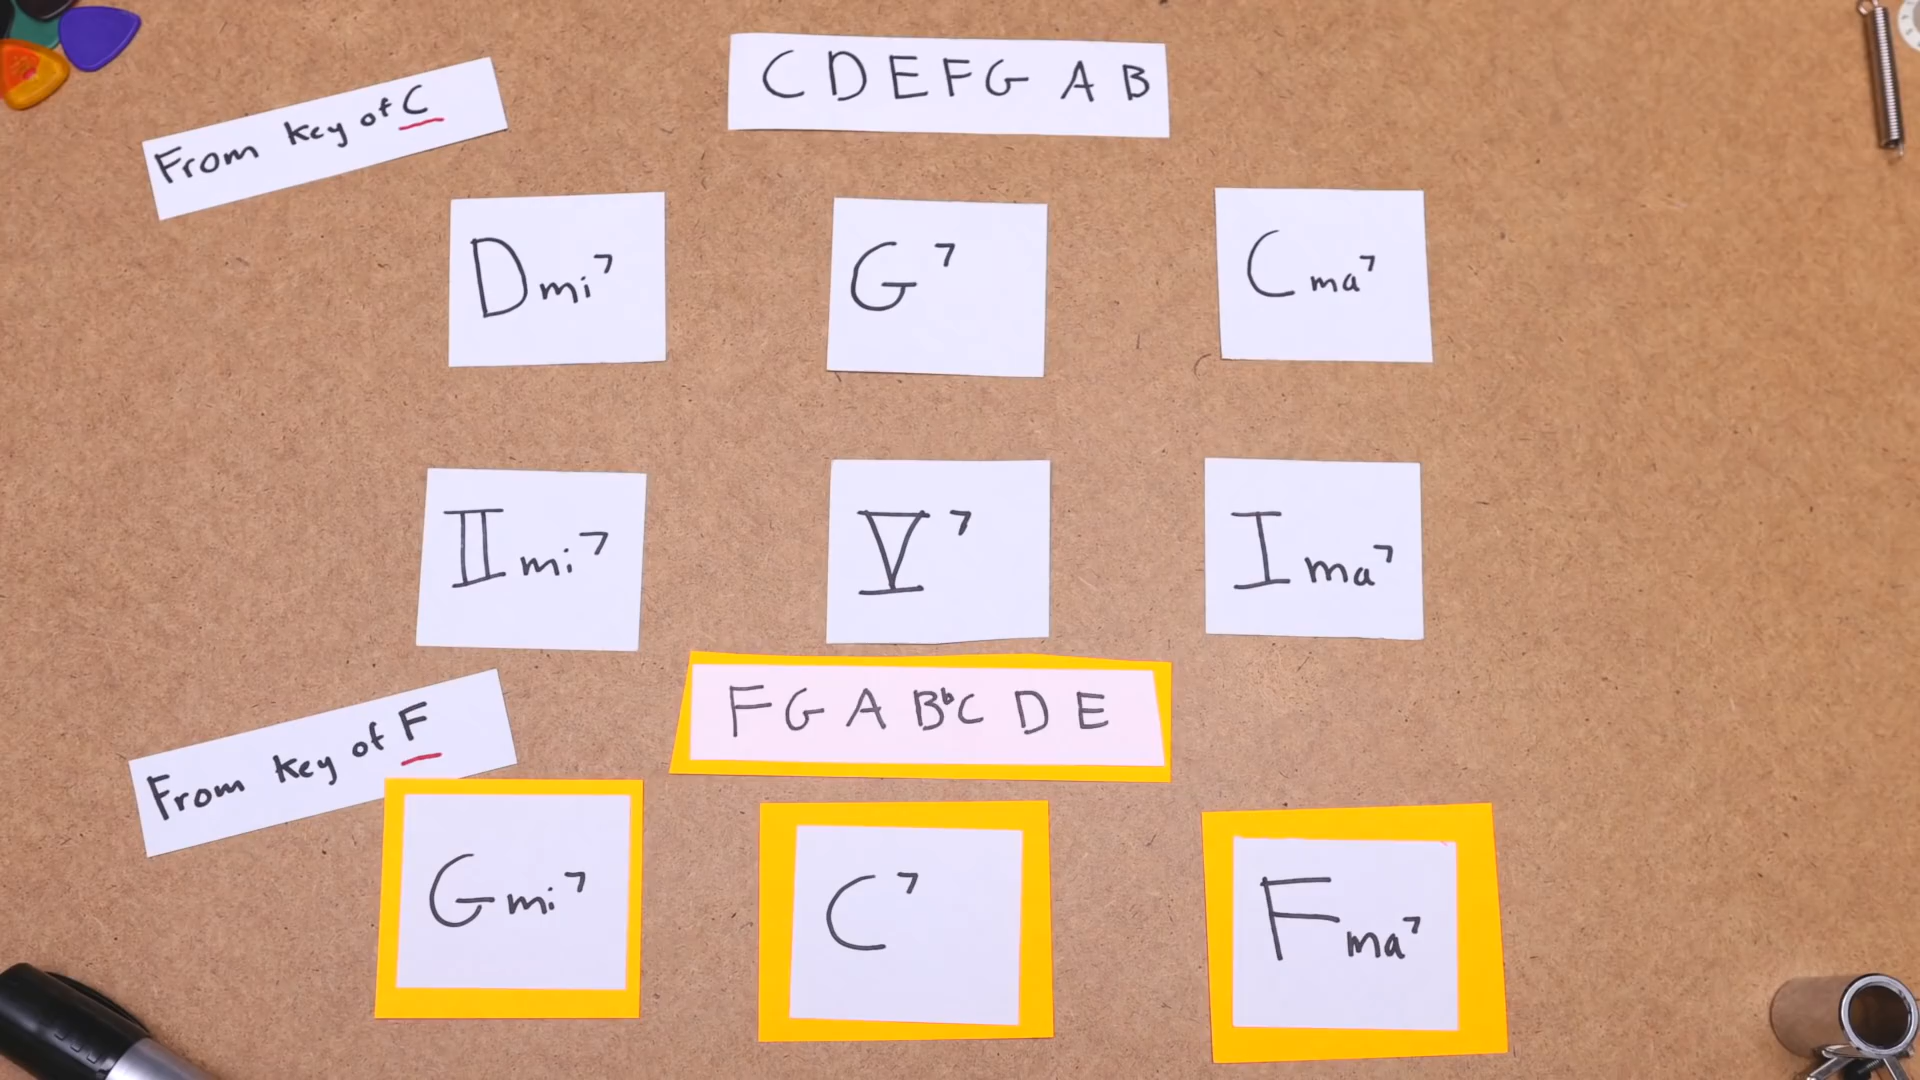 C D E F G A B
From key of C
Dmi⁷
G⁷
Cma⁷
IImi⁷
V⁷
Ima⁷
F G A B♭ C D E
From key of F
Gmi⁷
C⁷
Fma⁷